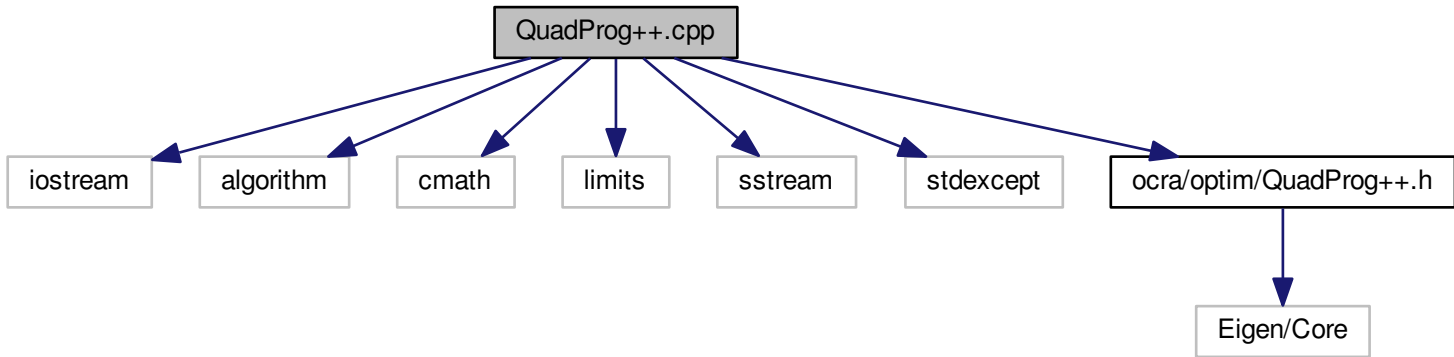 QuadProg++.cpp
iostream
algorithm
cmath
limits
sstream
stdexcept
ocra/optim/QuadProg++.h
Eigen/Core